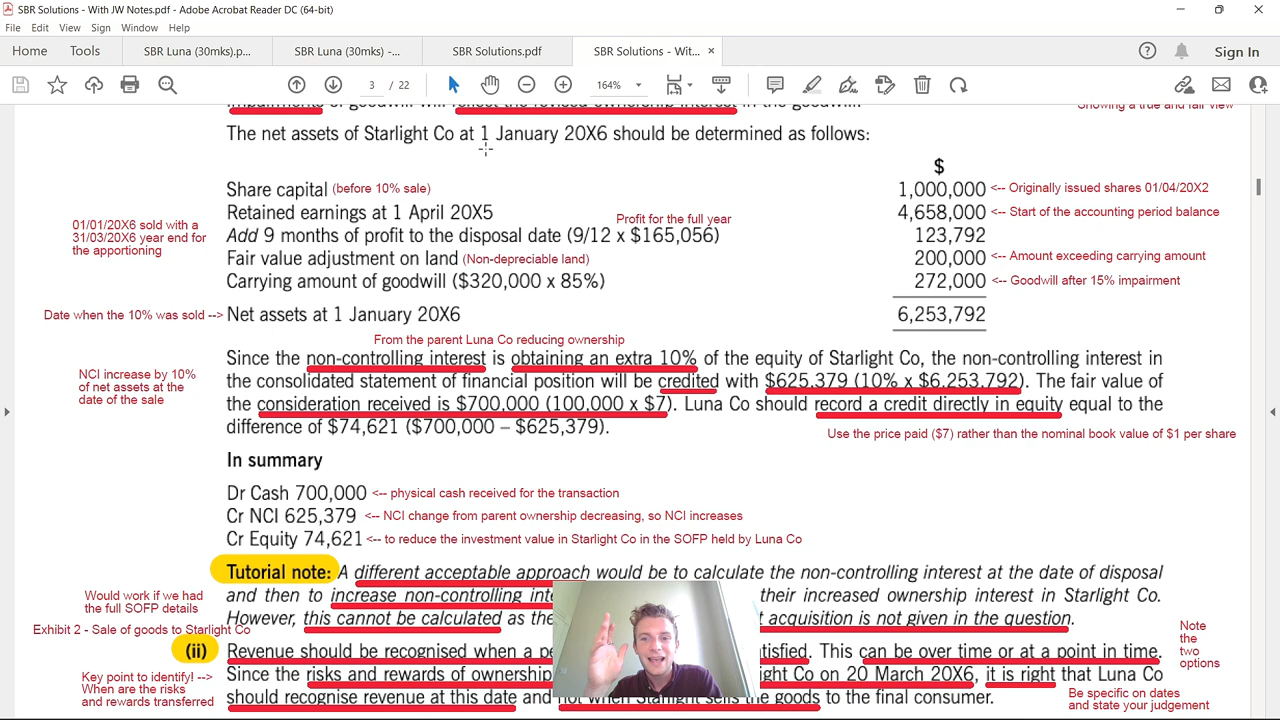 SBR Solutions - With JW Notes.pdf - Adobe Acrobat Reader DC (64-bit)
File Edit View Sign Window Help
Home Tools SBR Luna (30mks).p... SBR Luna (30mks) -... SBR Solutions.pdf SBR Solutions - Wit... × Sign In
3 / 22 164%
impairments of goodwill will reflect the revised ownership interest in the goodwill.
Showing a true and fair view
The net assets of Starlight Co at 1 January 20X6 should be determined as follows:
$
Share capital (before 10% sale) 1,000,000 <-- Originally issued shares 01/04/20X2
Retained earnings at 1 April 20X5 4,658,000 <-- Start of the accounting period balance
Profit for the full year
01/01/20X6 sold with a
31/03/20X6 year end for
the apportioning
Add 9 months of profit to the disposal date (9/12 x $165,056) 123,792
Fair value adjustment on land (Non-depreciable land) 200,000 <-- Amount exceeding carrying amount
Carrying amount of goodwill ($320,000 x 85%) 272,000 <-- Goodwill after 15% impairment
Date when the 10% was sold --> Net assets at 1 January 20X6 6,253,792
From the parent Luna Co reducing ownership
Since the non-controlling interest is obtaining an extra 10% of the equity of Starlight Co, the non-controlling interest in
NCI increase by 10%
of net assets at the
date of the sale
the consolidated statement of financial position will be credited with $625,379 (10% x $6,253,792). The fair value of
the consideration received is $700,000 (100,000 x $7). Luna Co should record a credit directly in equity equal to the
difference of $74,621 ($700,000 – $625,379).
Use the price paid ($7) rather than the nominal book value of $1 per share
In summary
Dr Cash 700,000 <-- physical cash received for the transaction
Cr NCI 625,379 <-- NCI change from parent ownership decreasing, so NCI increases
Cr Equity 74,621 <-- to reduce the investment value in Starlight Co in the SOFP held by Luna Co
Tutorial note: A different acceptable approach would be to calculate the non-controlling interest at the date of disposal
Would work if we had
the full SOFP details
and then to increase non-controlling inte their increased ownership interest in Starlight Co.
However, this cannot be calculated as the t acquisition is not given in the question.
Exhibit 2 - Sale of goods to Starlight Co
(ii) Revenue should be recognised when a pe tisfied. This can be over time or at a point in time.
Note
the
two
options
Key point to identify! -->
When are the risks
and rewards transferred
Since the risks and rewards of ownership ght Co on 20 March 20X6, it is right that Luna Co
should recognise revenue at this date and not when Starlight sells the goods to the final consumer.
Be specific on dates
and state your judgement